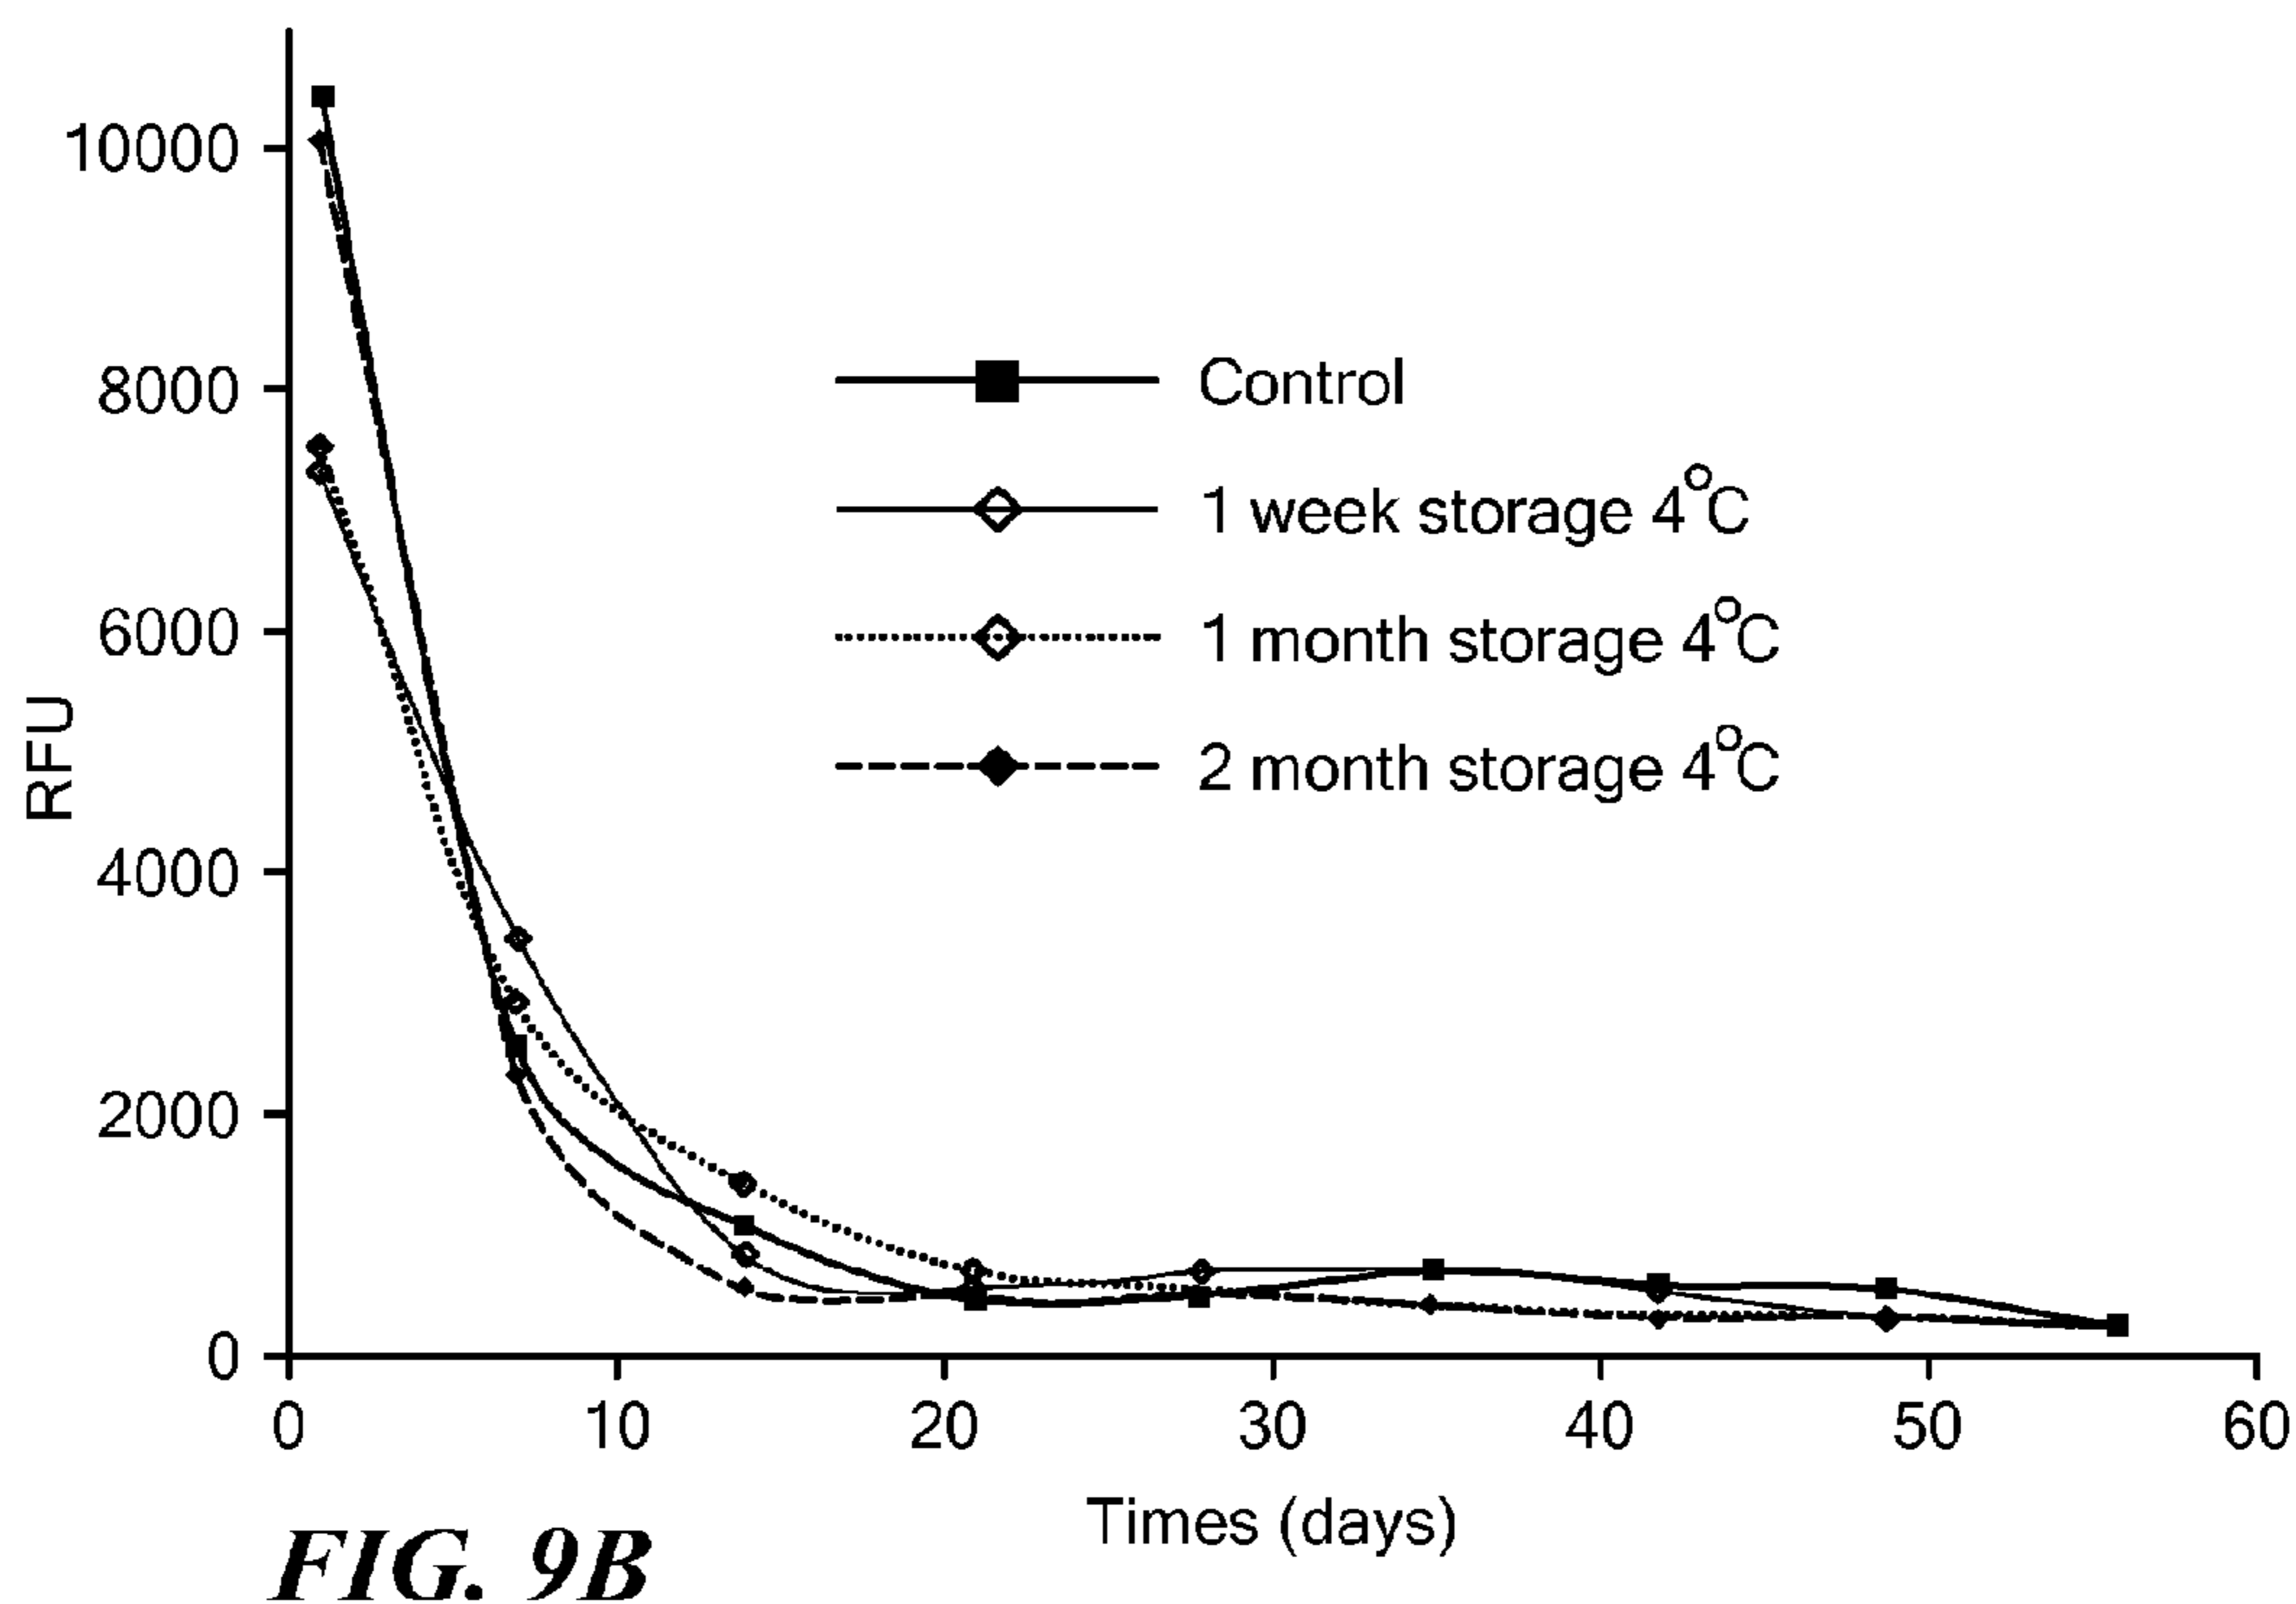 10000
8000
6000
4000
2000
0
RFU
Control
1 week storage 4°C
1 month storage 4°C
2 month storage 4°C
0 10 20 30 40 50 60
Times (days)
FIG. 9B